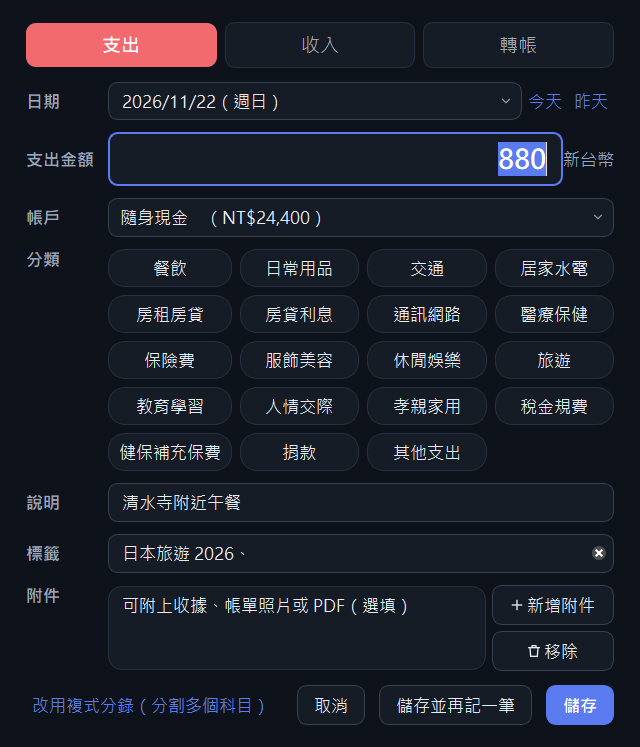 支出 收入 轉帳
日期 2026/11/22（週日） 今天 昨天
支出金額 880 新台幣
帳戶 隨身現金 （NT$24,400）
分類 餐飲 日常用品 交通 居家水電
房租房貸 房貸利息 通訊網路 醫療保健
保險費 服飾美容 休閒娛樂 旅遊
教育學習 人情交際 孝親家用 稅金規費
健保補充保費 捐款 其他支出
說明 清水寺附近午餐
標籤 日本旅遊 2026、
附件 可附上收據、帳單照片或 PDF（選填） 新增附件
移除
改用複式分錄（分割多個科目） 取消 儲存並再記一筆 儲存